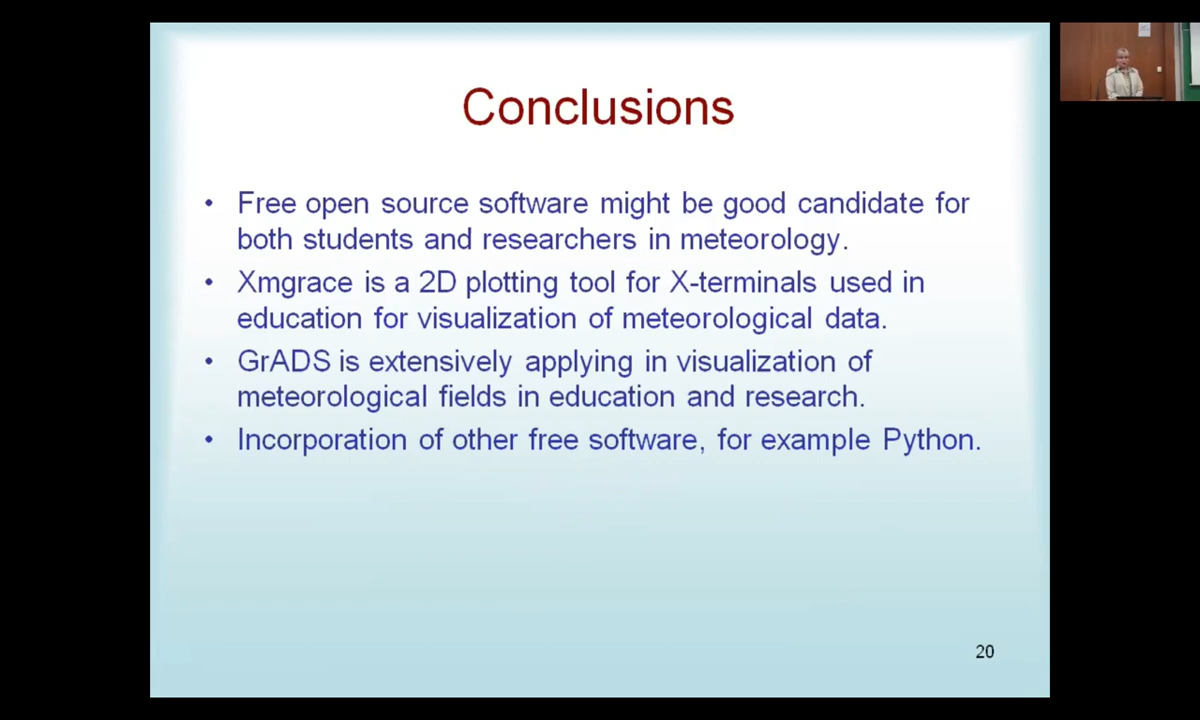 Conclusions
• Free open source software might be good candidate for
both students and researchers in meteorology.
• Xmgrace is a 2D plotting tool for X-terminals used in
education for visualization of meteorological data.
• GrADS is extensively applying in visualization of
meteorological fields in education and research.
• Incorporation of other free software, for example Python.
20